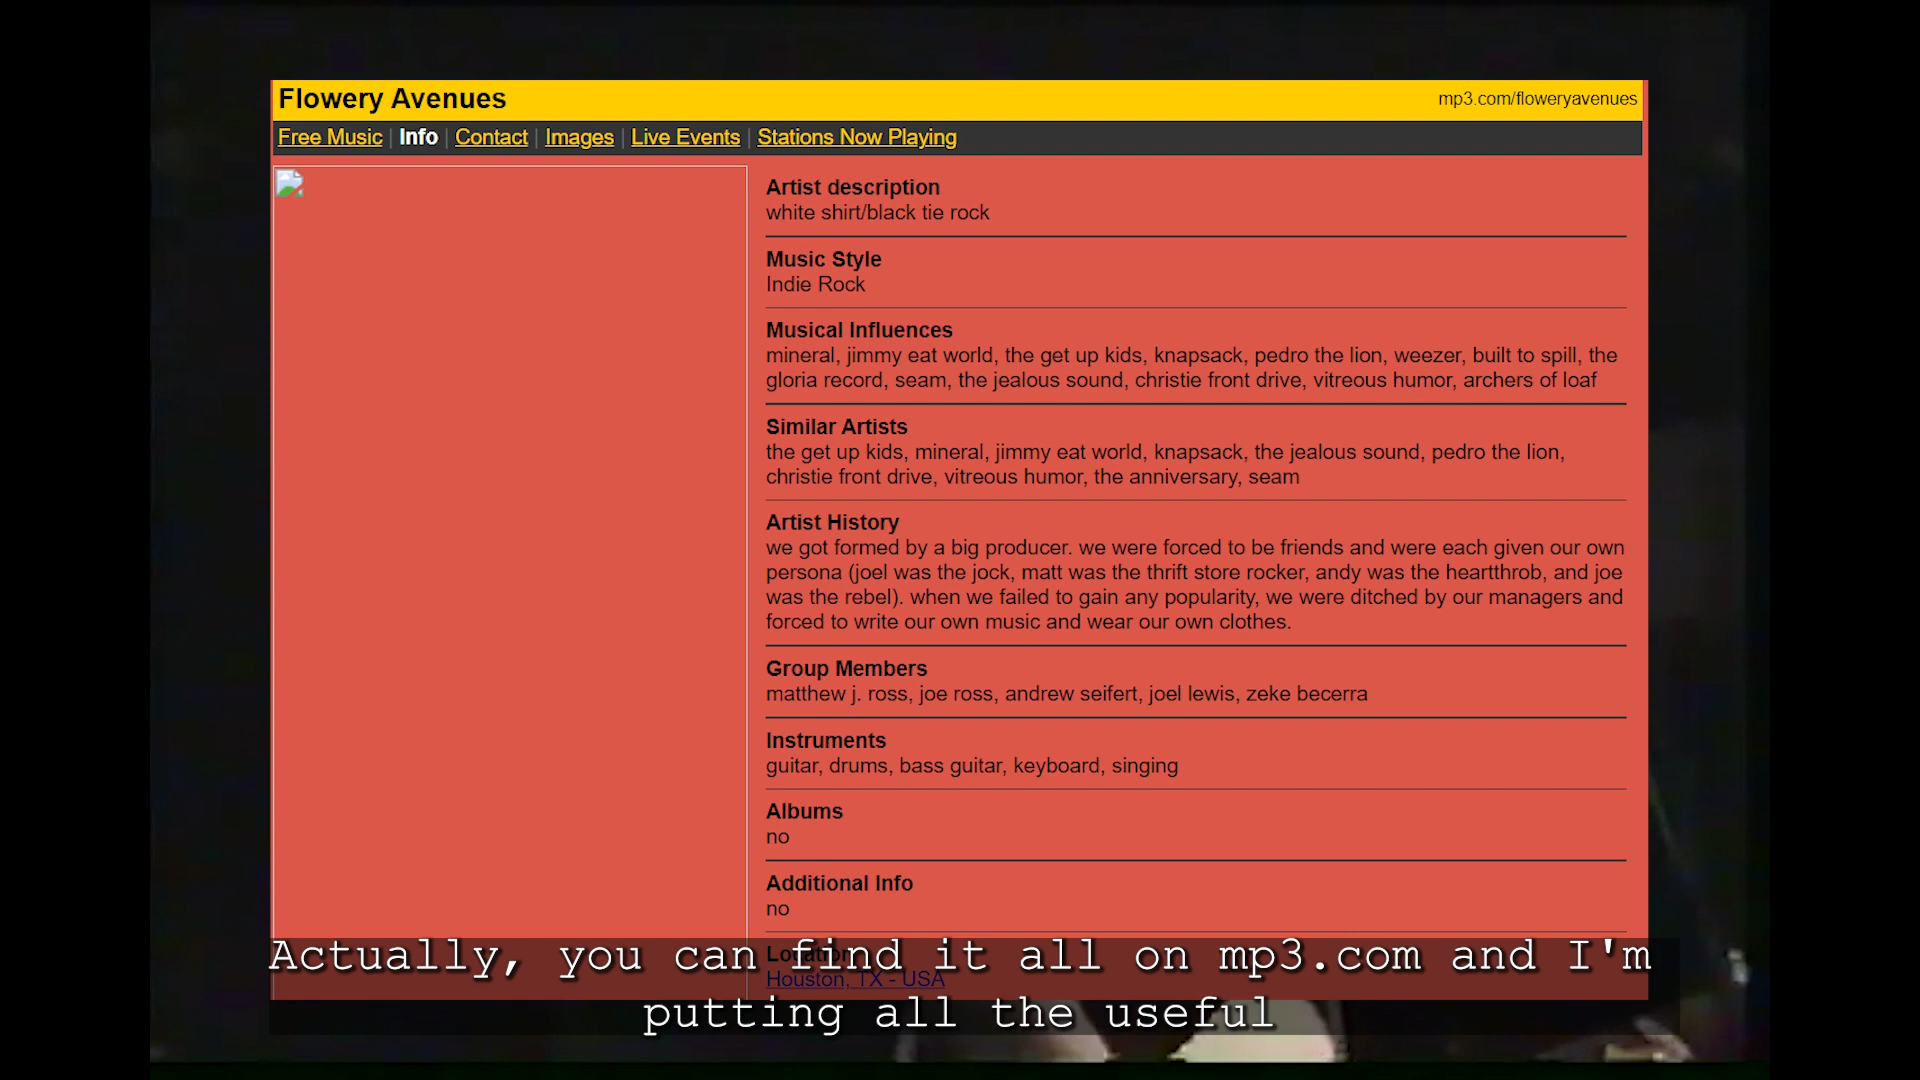 Flowery Avenues
mp3.com/floweryavenues
Free Music | Info | Contact | Images | Live Events | Stations Now Playing
Artist description
white shirt/black tie rock
Music Style
Indie Rock
Musical Influences
mineral, jimmy eat world, the get up kids, knapsack, pedro the lion, weezer, built to spill, the
gloria record, seam, the jealous sound, christie front drive, vitreous humor, archers of loaf
Similar Artists
the get up kids, mineral, jimmy eat world, knapsack, the jealous sound, pedro the lion,
christie front drive, vitreous humor, the anniversary, seam
Artist History
we got formed by a big producer. we were forced to be friends and were each given our own
persona (joel was the jock, matt was the thrift store rocker, andy was the heartthrob, and joe
was the rebel). when we failed to gain any popularity, we were ditched by our managers and
forced to write our own music and wear our own clothes.
Group Members
matthew j. ross, joe ross, andrew seifert, joel lewis, zeke becerra
Instruments
guitar, drums, bass guitar, keyboard, singing
Albums
no
Additional Info
no
Location
Houston, TX - USA
Actually, you can find it all on mp3.com and I'm
putting all the useful